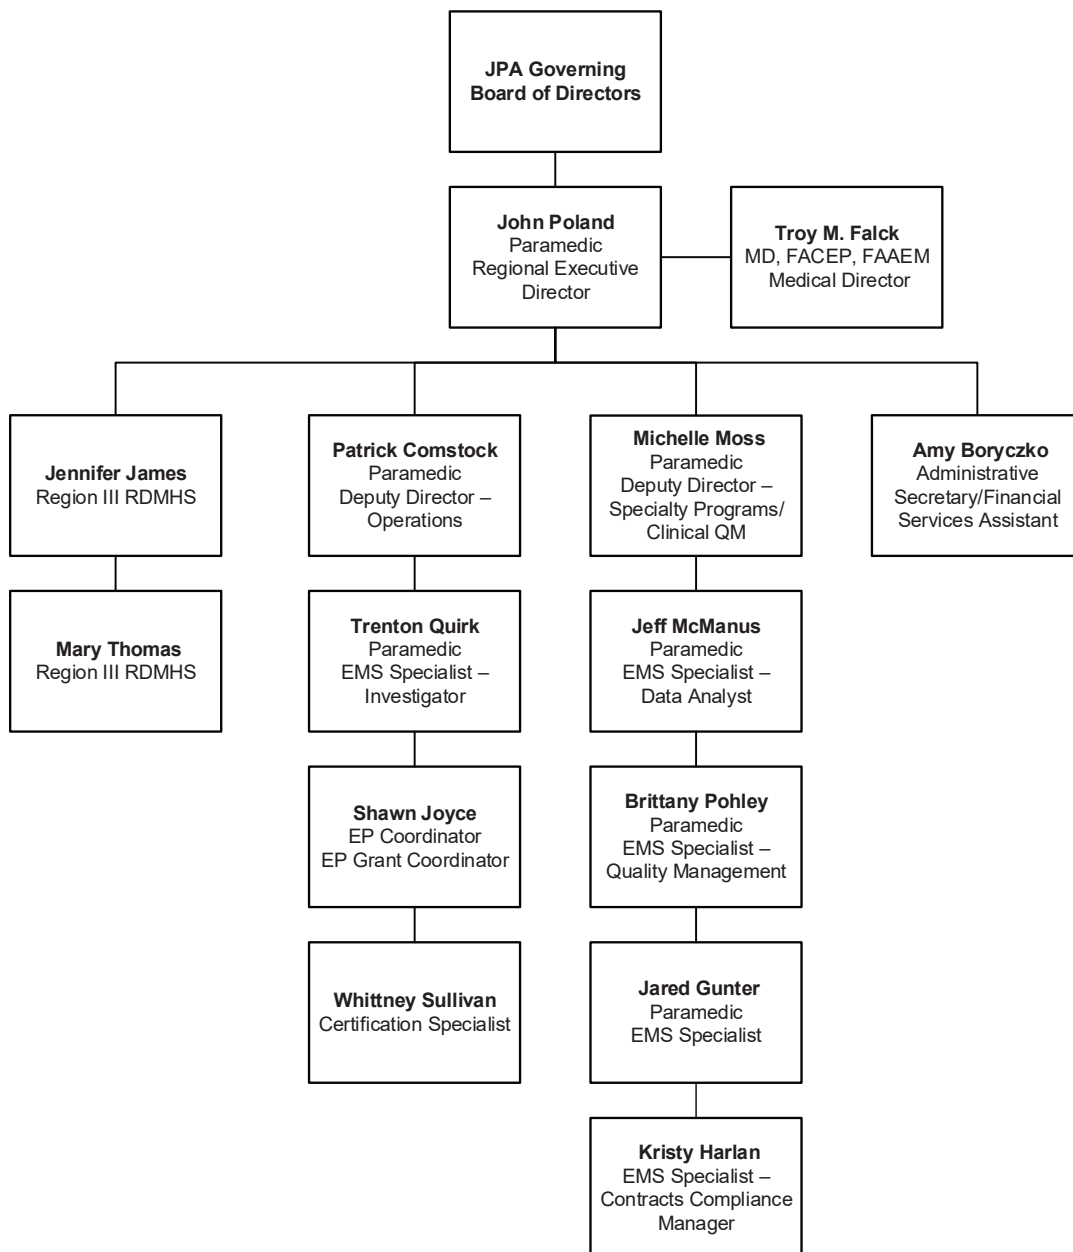 JPA Governing
Board of Directors
John Poland
Paramedic
Regional Executive
Director
Troy M. Falck
MD, FACEP, FAAEM
Medical Director
Jennifer James
Region III RDMHS
Patrick Comstock
Paramedic
Deputy Director –
Operations
Michelle Moss
Paramedic
Deputy Director –
Specialty Programs/
Clinical QM
Amy Boryczko
Administrative
Secretary/Financial
Services Assistant
Mary Thomas
Region III RDMHS
Trenton Quirk
Paramedic
EMS Specialist –
Investigator
Jeff McManus
Paramedic
EMS Specialist –
Data Analyst
Shawn Joyce
EP Coordinator
EP Grant Coordinator
Brittany Pohley
Paramedic
EMS Specialist –
Quality Management
Whittney Sullivan
Certification Specialist
Jared Gunter
Paramedic
EMS Specialist
Kristy Harlan
EMS Specialist –
Contracts Compliance
Manager